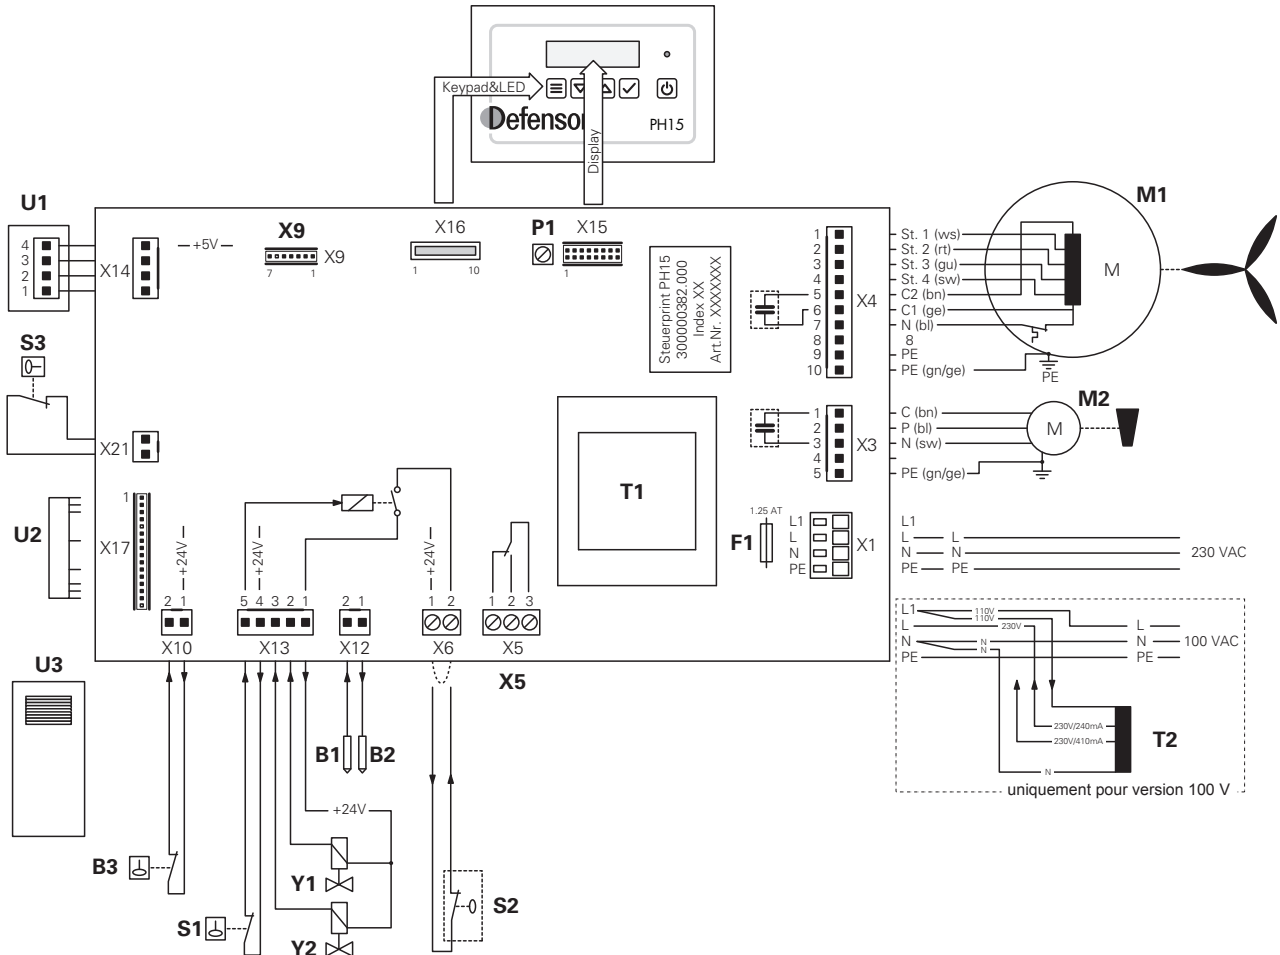 Keypad&LED
Defensor
PH15
Display
U1
4
3
2
1
X14
+5V
X9
X9
7 1
X16
1 10
P1
X15
1
Steuerprint PH15
300000382.000
Index XX
Art.Nr. XXXXXXX
1
2
3
4
5
6
7
8
9
10
X4
St. 1 (ws)
St. 2 (rt)
St. 3 (gu)
St. 4 (sw)
C2 (bn)
C1 (ge)
N (bl)
8
PE
PE (gn/ge)
M
PE
M1
S3
X21
1
2
3
4
5
X3
C (bn)
P (bl)
N (sw)
PE (gn/ge)
M
M2
T1
U2
1
X17
1.25 AT
F1
L1
L
N
PE
X1
L1
L L
N N
PE PE
230 VAC
+24V
2 1
X10
+24V
5 4 3 2 1
X13
2 1
X12
+24V
1 2
X6
1 2 3
X5
X5
L1
L
N
PE
110V
110V
230V
N
N
L
N
PE
100 VAC
230V/240mA
230V/410mA
N
T2
uniquement pour version 100 V
U3
B1
B2
+24V
B3
Y1
S1
Y2
S2